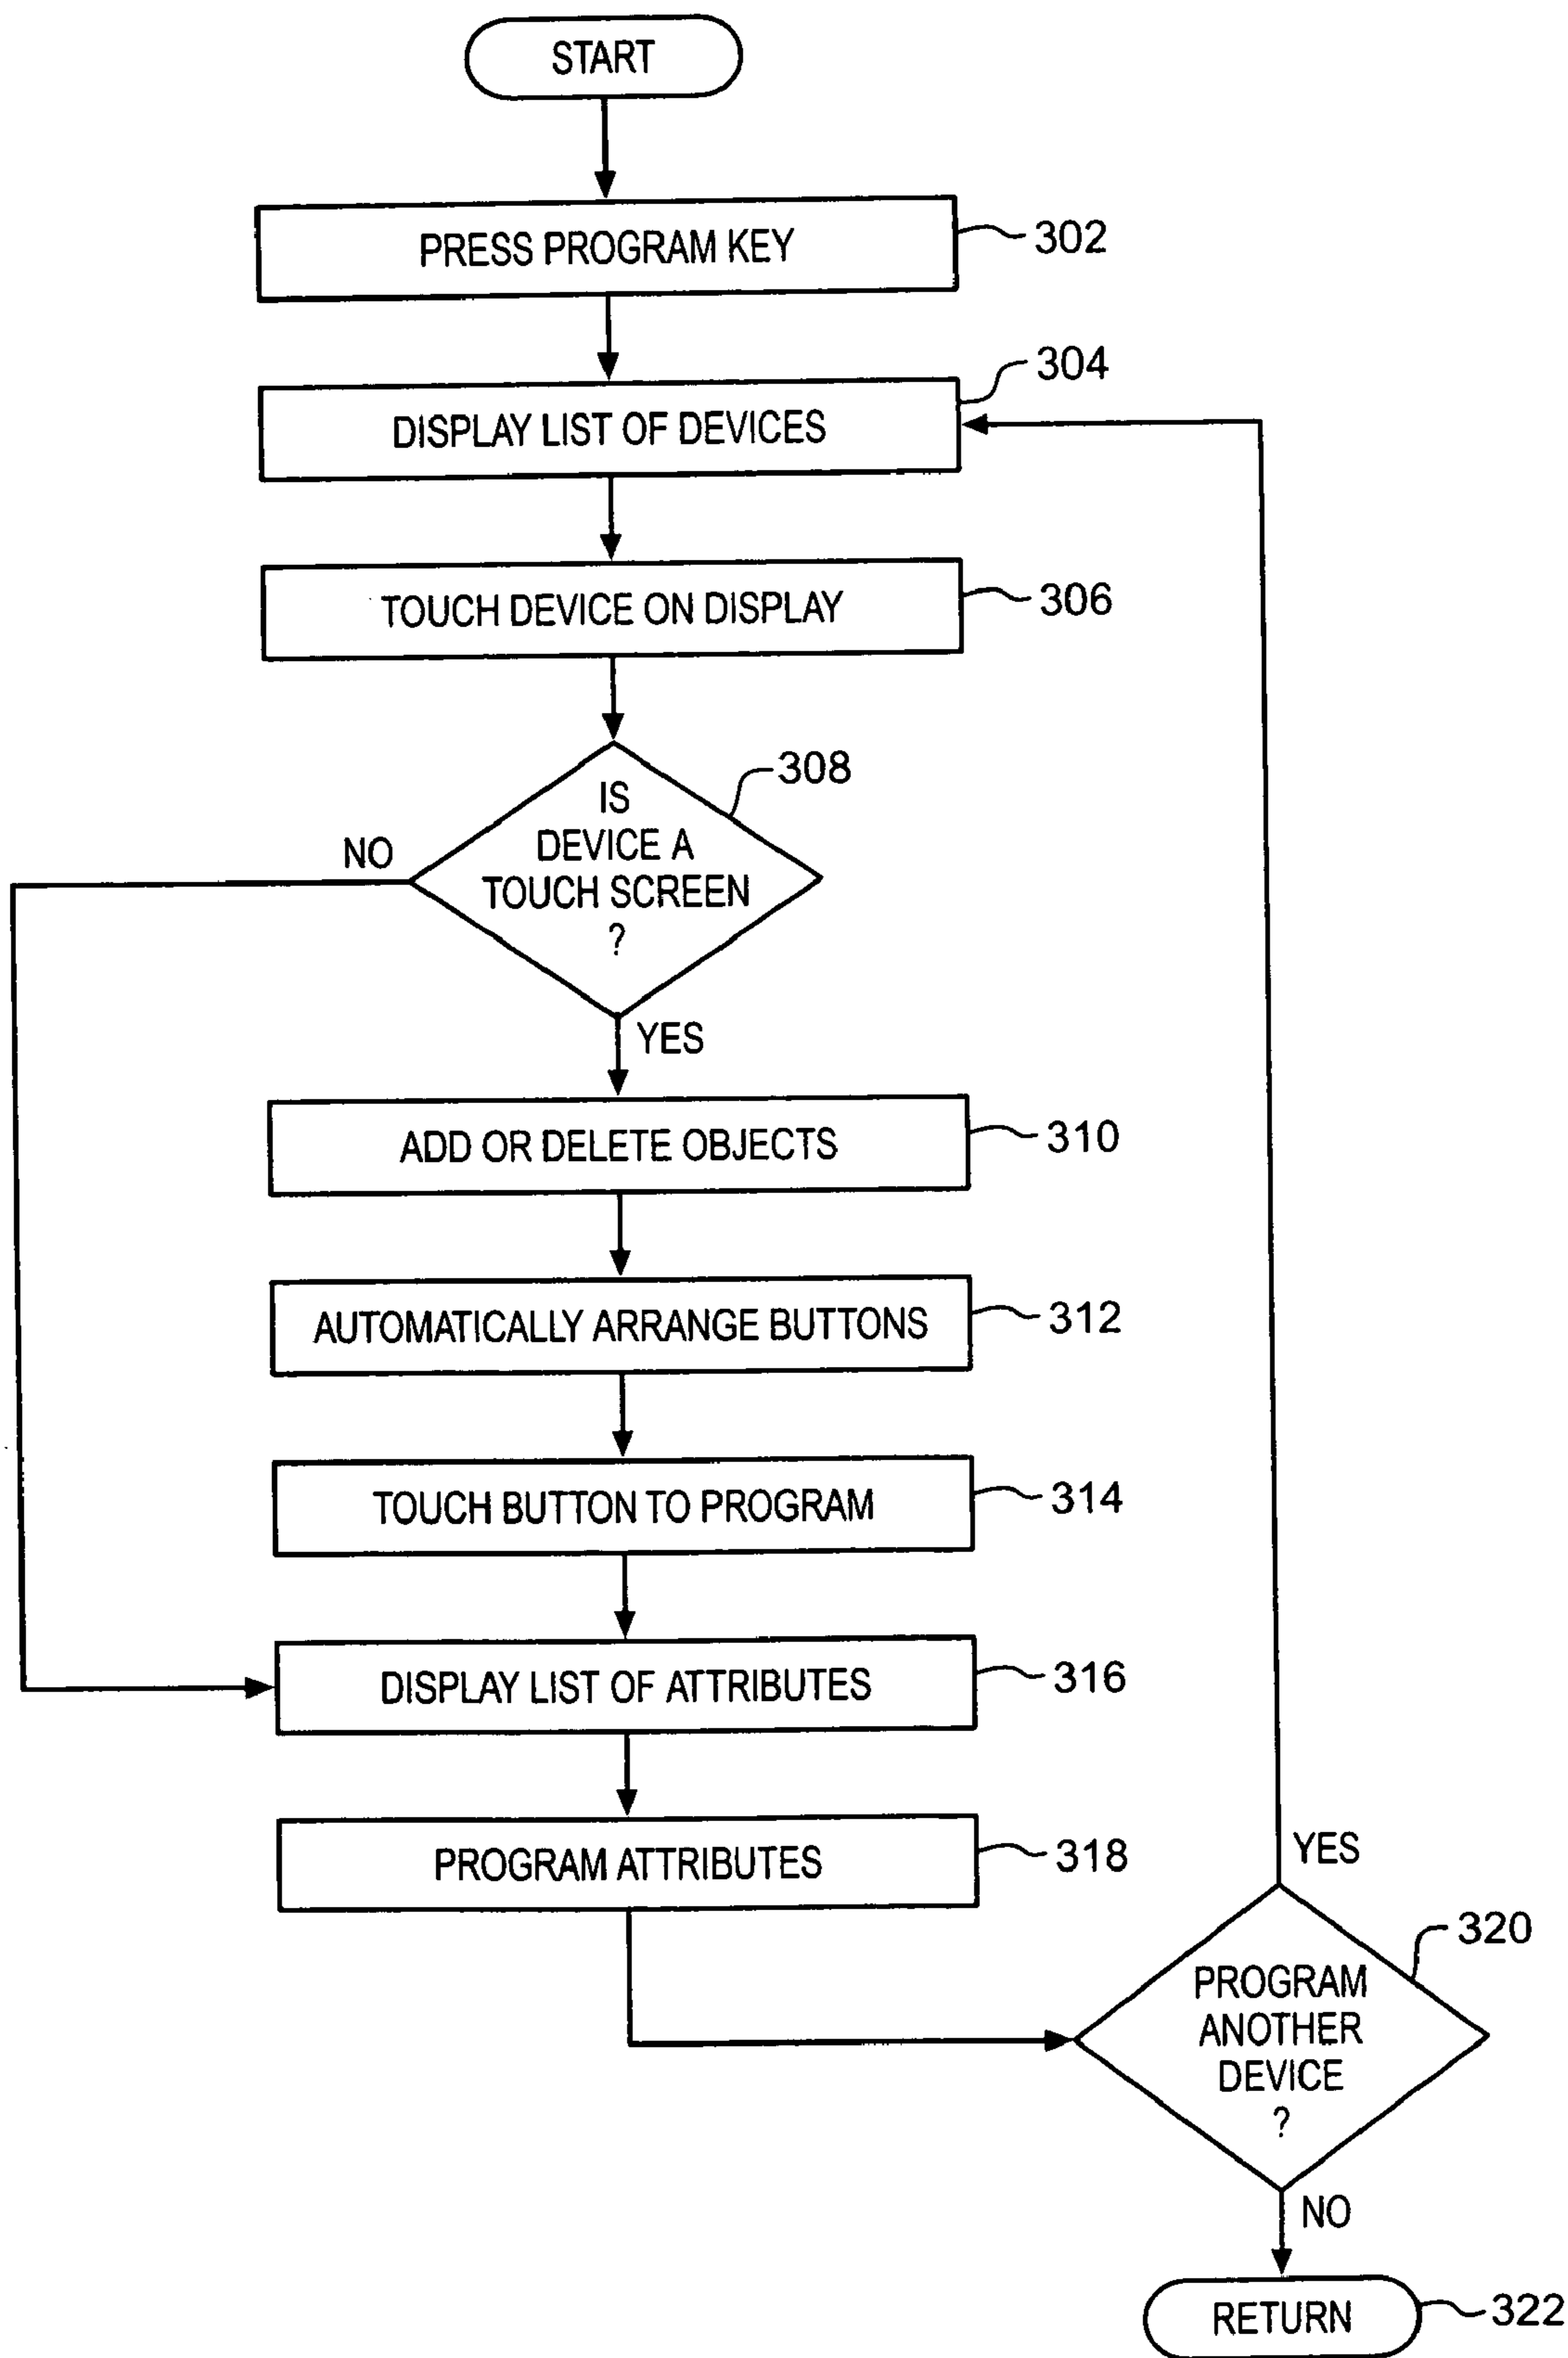 START
PRESS PROGRAM KEY
302
304
DISPLAY LIST OF DEVICES
TOUCH DEVICE ON DISPLAY
306
308
IS
DEVICE A
TOUCH SCREEN
?
NO
YES
ADD OR DELETE OBJECTS
310
AUTOMATICALLY ARRANGE BUTTONS
312
TOUCH BUTTON TO PROGRAM
314
DISPLAY LIST OF ATTRIBUTES
316
PROGRAM ATTRIBUTES
318
YES
320
PROGRAM
ANOTHER
DEVICE
?
NO
RETURN
322